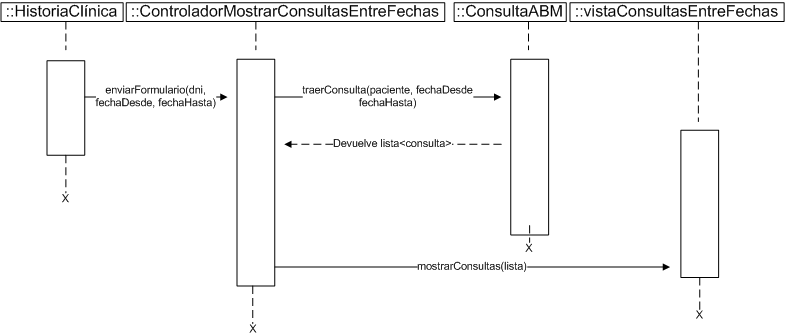 ::HistoriaClínica
::ControladorMostrarConsultasEntreFechas
::ConsultaABM
::vistaConsultasEntreFechas
enviarFormulario(dni,
fechaDesde, fechaHasta)
traerConsulta(paciente, fechaDesde
fechaHasta)
Devuelve lista<consulta>
X
X
mostrarConsultas(lista)
X
X